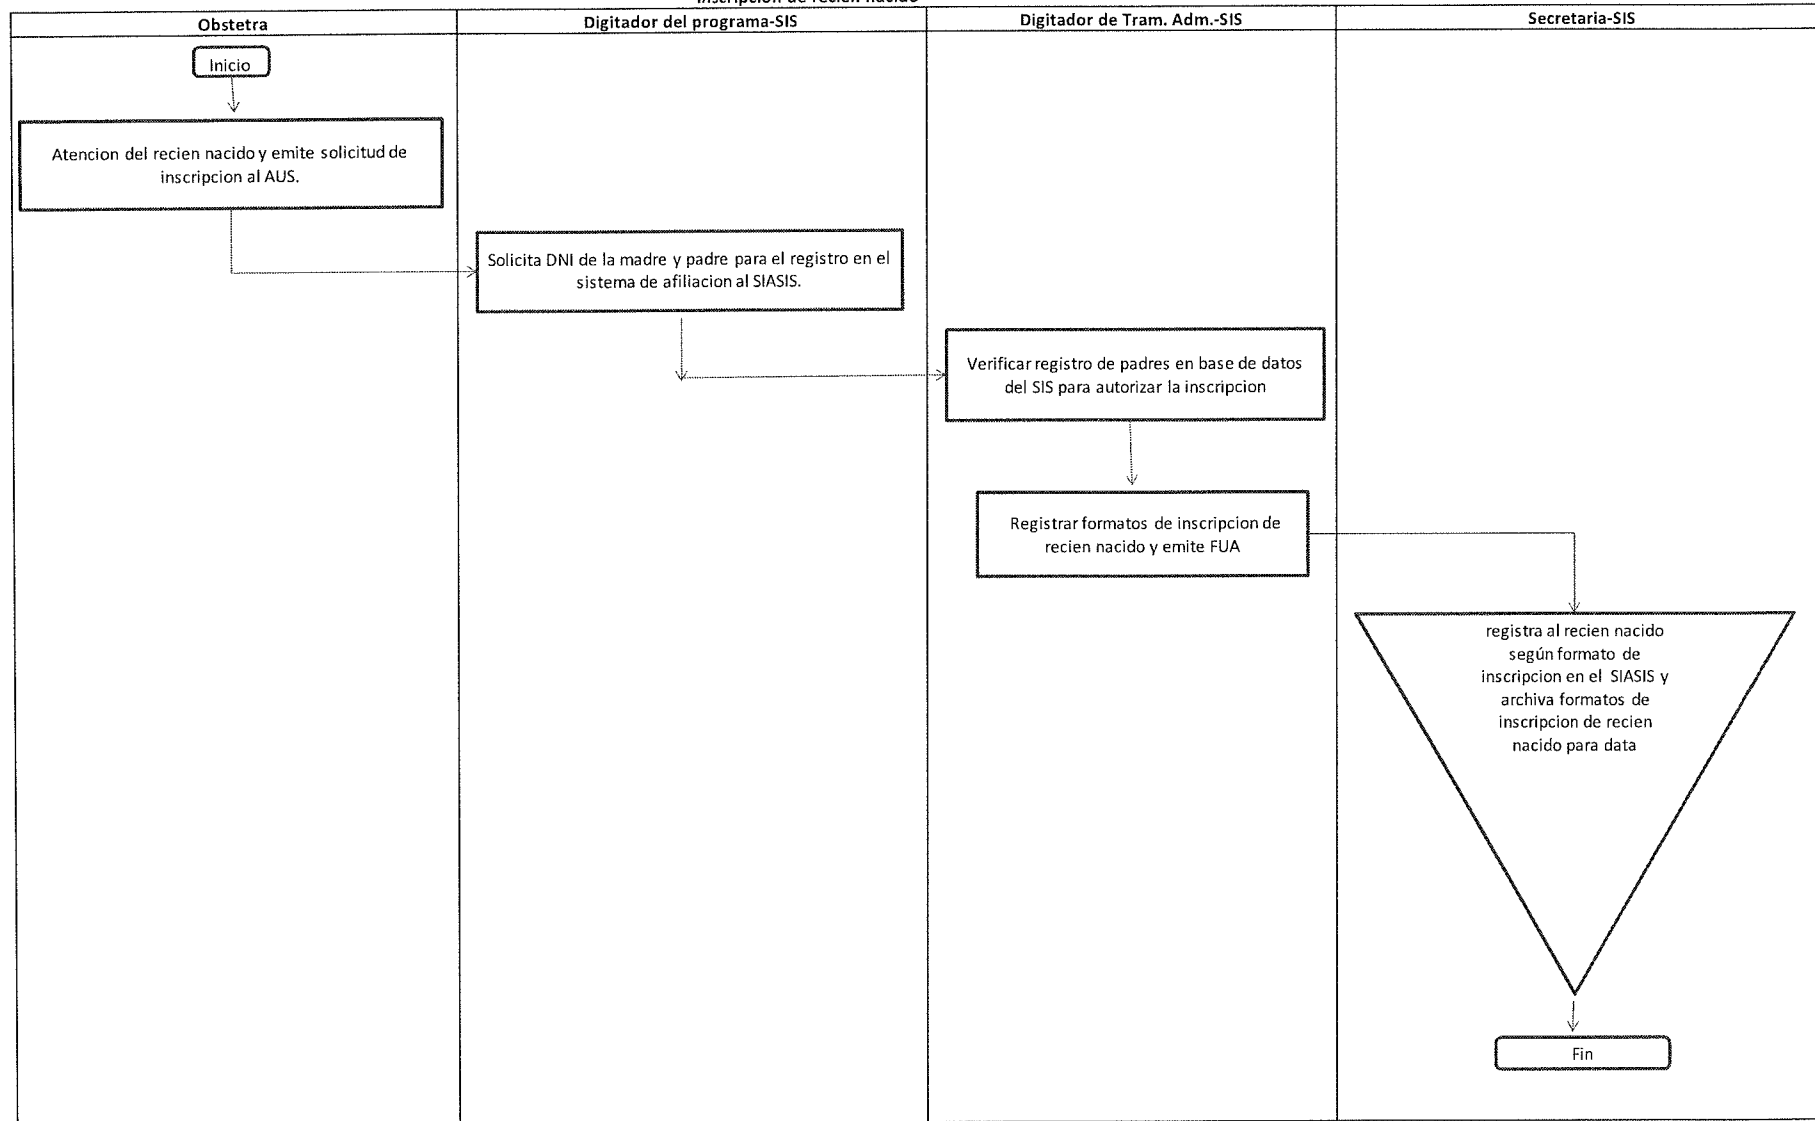 Inscripcion de recien nacido
Obstetra
Digitador del programa-SIS
Digitador de Tram. Adm.-SIS
Secretaria-SIS
Inicio
Atencion del recien nacido y emite solicitud de
inscripcion al AUS.
Solicita DNI de la madre y padre para el registro en el
sistema de afiliacion al SIASIS.
Verificar registro de padres en base de datos
del SIS para autorizar la inscripcion
Registrar formatos de inscripcion de
recien nacido y emite FUA
registra al recien nacido
según formato de
inscripcion en el SIASIS y
archiva formatos de
inscripcion de recien
nacido para data
Fin